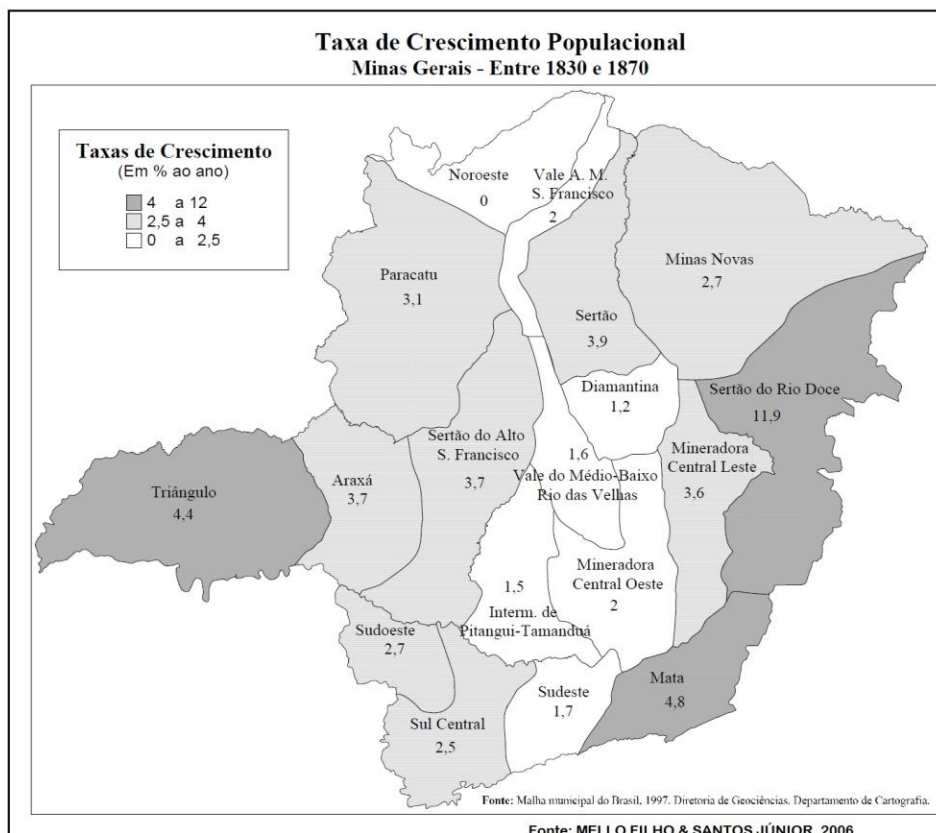 Taxa de Crescimento Populacional
Minas Gerais - Entre 1830 e 1870
Taxas de Crescimento
(Em % ao ano)
4 a 12
2,5 a 4
0 a 2,5
Noroeste
0
Vale A. M.
S. Francisco
2
Paracatu
3,1
Minas Novas
2,7
Sertão
3,9
Diamantina
1,2
Sertão do Rio Doce
11,9
Sertão do Alto
S. Francisco
3,7
Araxá
3,7
Triângulo
4,4
1,6
Vale do Médio-Baixo
Rio das Velhas
Mineradora
Central Leste
3,6
Mineradora
Central Oeste
2
1,5
Interm. de
Pitangui-Tamanduá
Sudoeste
2,7
Sul Central
2,5
Sudeste
1,7
Mata
4,8
Fonte: Malha municipal do Brasil, 1997. Diretoria de Geociências. Departamento de Cartografia.
Fonte: MELLO FILHO & SANTOS JÚNIOR, 2006